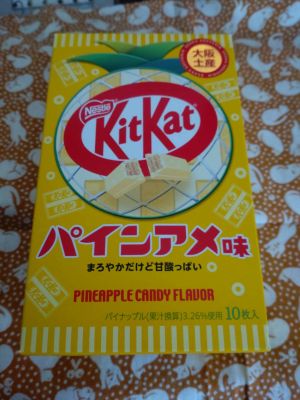 大阪
土産
Nestlé
KitKat
パインアメ味
まろやかだけど甘酸っぱい
PINEAPPLE CANDY FLAVOR
パイナップル(果汁換算)3.26%使用 10枚入